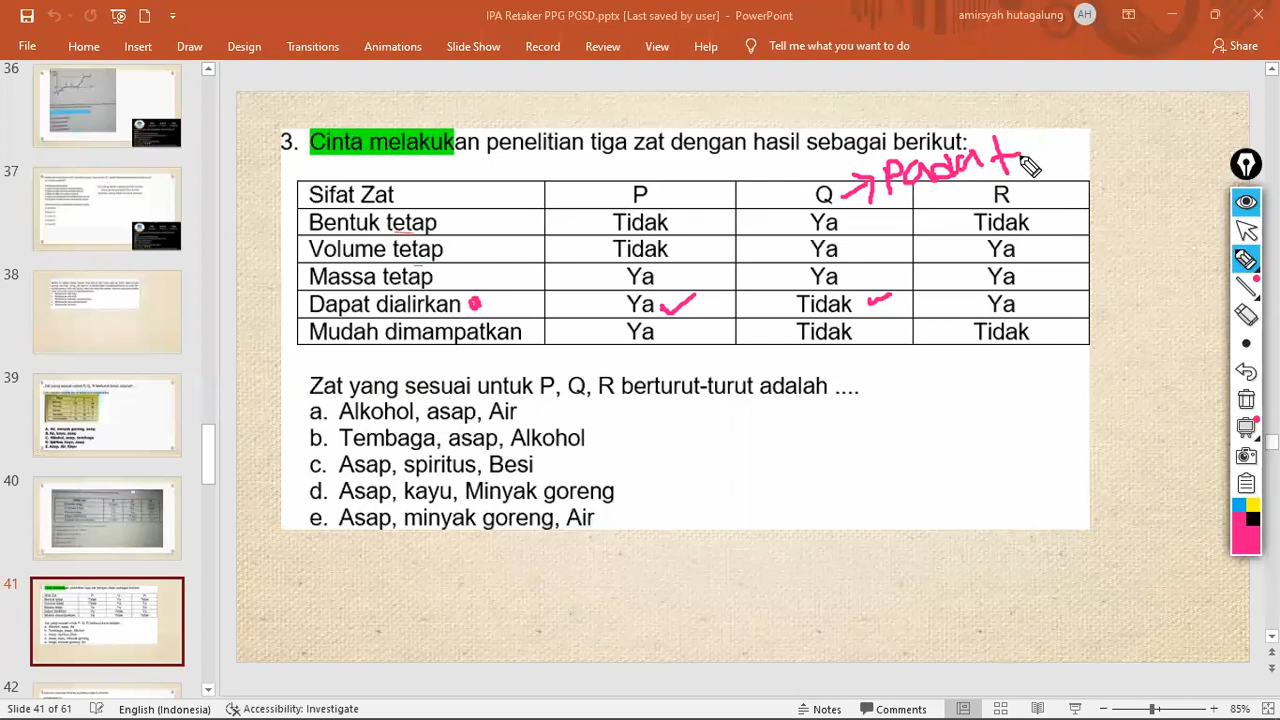 IPA Retaker PPG PGSD.pptx [Last saved by user] - PowerPoint
amirsyah hutagalung AH
File Home Insert Draw Design Transitions Animations Slide Show Record Review View Help Tell me what you want to do Share
36
37
38
39
40
41
42
3. Cinta melakukan penelitian tiga zat dengan hasil sebagai berikut:
Padat
Sifat Zat P Q R
Bentuk tetap Tidak Ya Tidak
Volume tetap Tidak Ya Ya
Massa tetap Ya Ya Ya
Dapat dialirkan Ya Tidak Ya
Mudah dimampatkan Ya Tidak Tidak
Zat yang sesuai untuk P, Q, R berturut-turut adalah ....
a. Alkohol, asap, Air
b. Tembaga, asap, Alkohol
c. Asap, spiritus, Besi
d. Asap, kayu, Minyak goreng
e. Asap, minyak goreng, Air
Slide 41 of 61 English (Indonesia) Accessibility: Investigate Notes Comments 85%